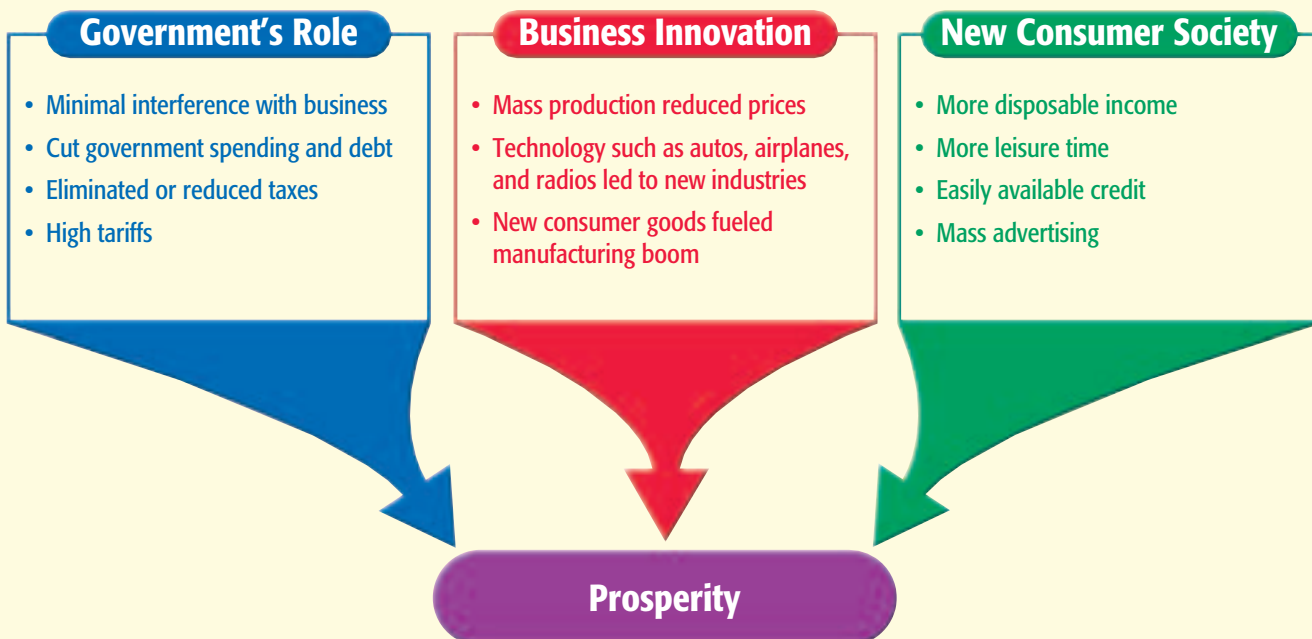 Government's Role
• Minimal interference with business
• Cut government spending and debt
• Eliminated or reduced taxes
• High tariffs
Business Innovation
• Mass production reduced prices
• Technology such as autos, airplanes,
and radios led to new industries
• New consumer goods fueled
manufacturing boom
New Consumer Society
• More disposable income
• More leisure time
• Easily available credit
• Mass advertising
Prosperity